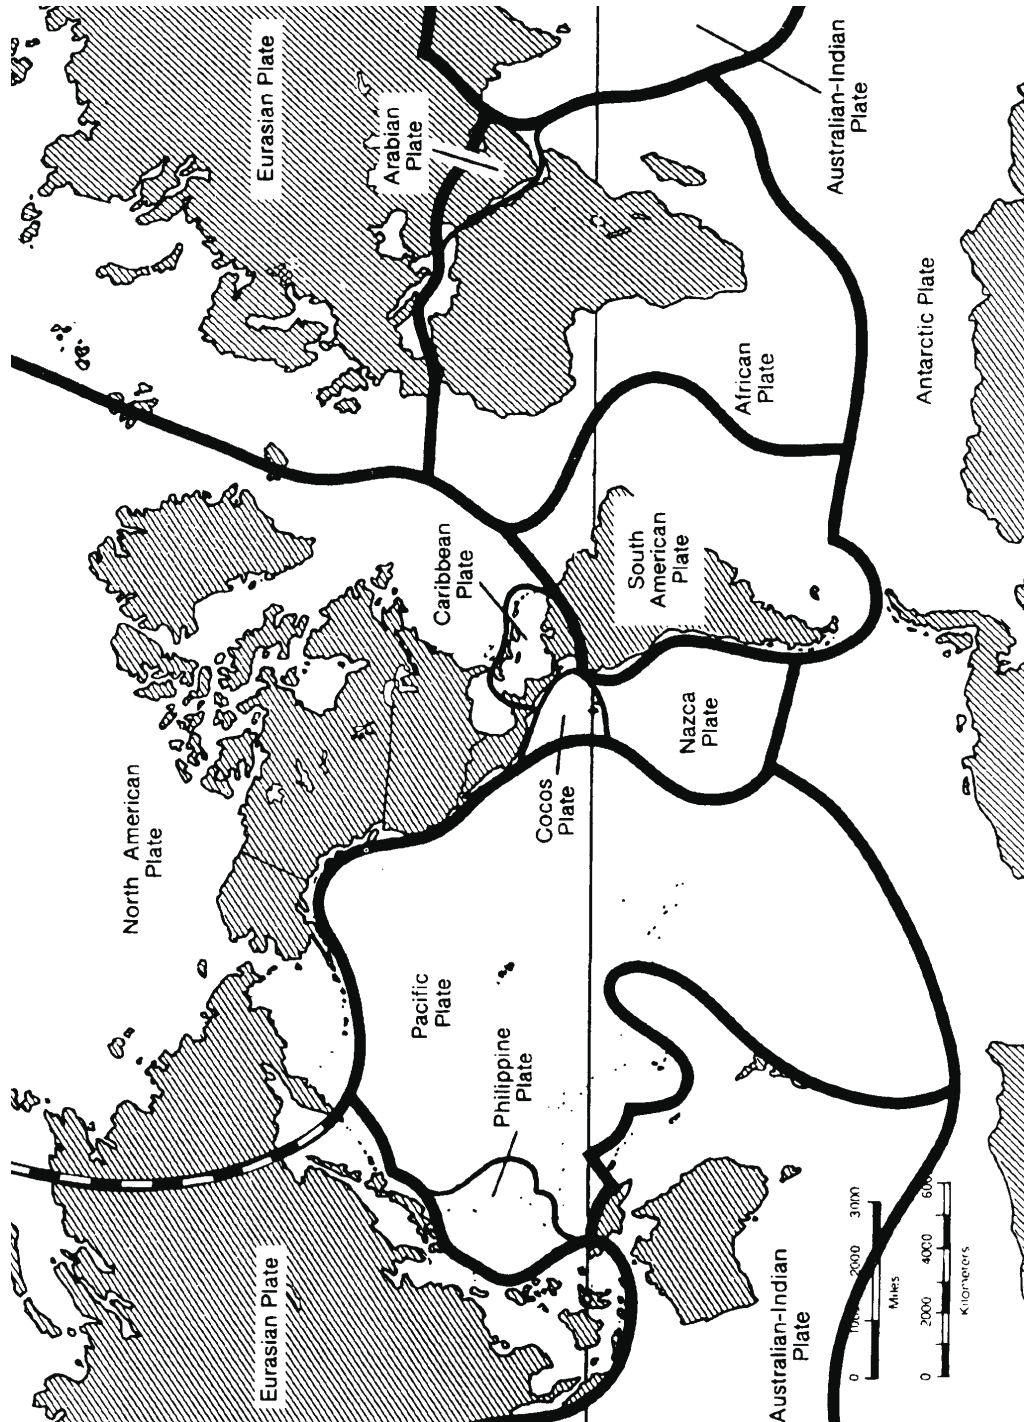 North American
Plate
Eurasian Plate
Eurasian Plate
Arabian
Plate
Pacific
Plate
Caribbean
Plate
Philippine
Plate
Cocos
Plate
South
American
Plate
Nazca
Plate
African
Plate
Australian-Indian
Plate
Australian-Indian
Plate
0 1000 2000 3000
Miles
Antarctic Plate
0 2000 4000 6000
Kilometers